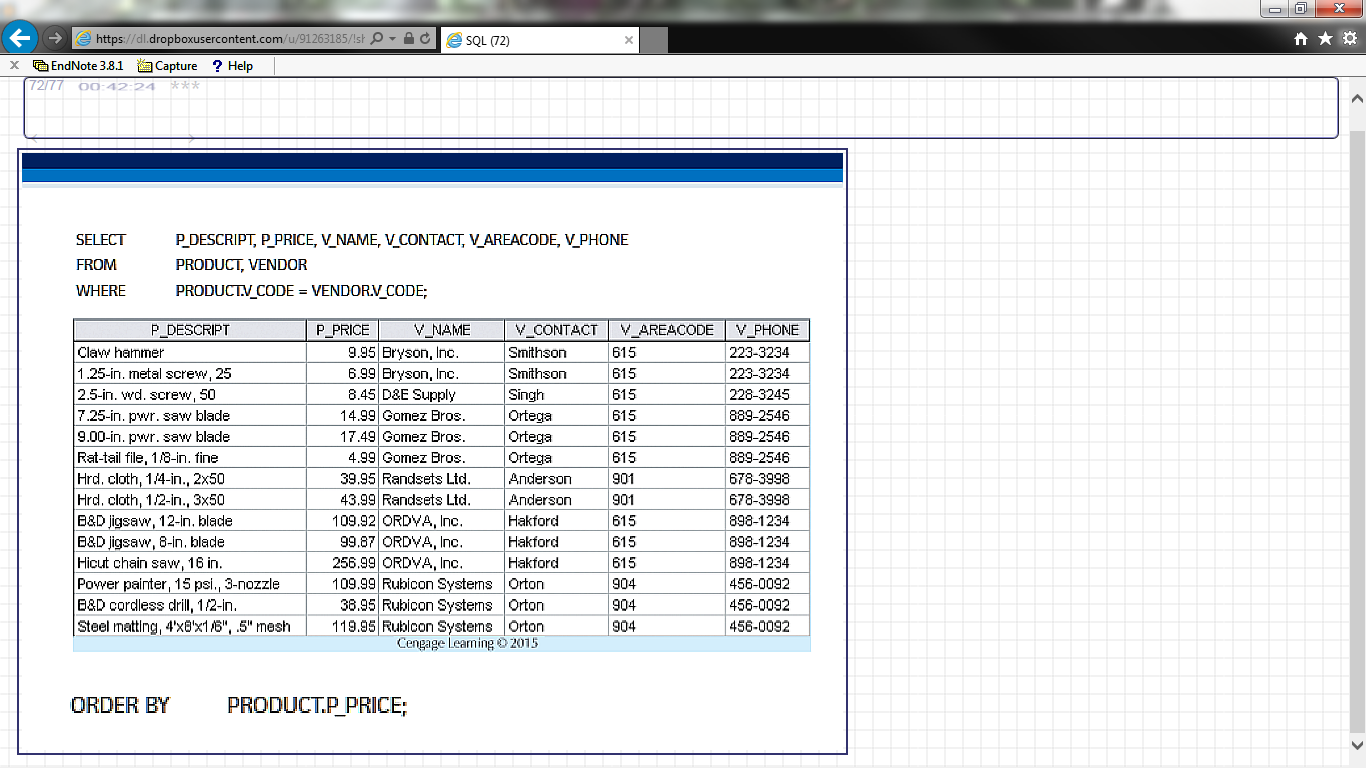 https://dl.dropboxusercontent.com/u/91263185/!sh
SQL (72)
EndNote 3.8.1 Capture Help
72/77 00:42:24 ***
< >
SELECT P_DESCRIPT, P_PRICE, V_NAME, V_CONTACT, V_AREACODE, V_PHONE
FROM PRODUCT, VENDOR
WHERE PRODUCT.V_CODE = VENDOR.V_CODE;
P_DESCRIPT P_PRICE V_NAME V_CONTACT V_AREACODE V_PHONE
Claw hammer 9.95 Bryson, Inc. Smithson 615 223-3234
1.25-in. metal screw, 25 6.99 Bryson, Inc. Smithson 615 223-3234
2.5-in. wd. screw, 50 8.45 D&E Supply Singh 615 228-3245
7.25-in. pwr. saw blade 14.99 Gomez Bros. Ortega 615 889-2546
9.00-in. pwr. saw blade 17.49 Gomez Bros. Ortega 615 889-2546
Rat-tail file, 1/8-in. fine 4.99 Gomez Bros. Ortega 615 889-2546
Hrd. cloth, 1/4-in., 2x50 39.95 Randsets Ltd. Anderson 901 678-3998
Hrd. cloth, 1/2-in., 3x50 43.99 Randsets Ltd. Anderson 901 678-3998
B&D jigsaw, 12-in. blade 109.92 ORDVA, Inc. Hakford 615 898-1234
B&D jigsaw, 8-in. blade 99.87 ORDVA, Inc. Hakford 615 898-1234
Hicut chain saw, 16 in. 256.99 ORDVA, Inc. Hakford 615 898-1234
Power painter, 15 psi., 3-nozzle 109.99 Rubicon Systems Orton 904 456-0092
B&D cordless drill, 1/2-in. 38.95 Rubicon Systems Orton 904 456-0092
Steel matting, 4'x8'x1/6", .5" mesh 119.95 Rubicon Systems Orton 904 456-0092
Cengage Learning © 2015
ORDER BY PRODUCT.P_PRICE;